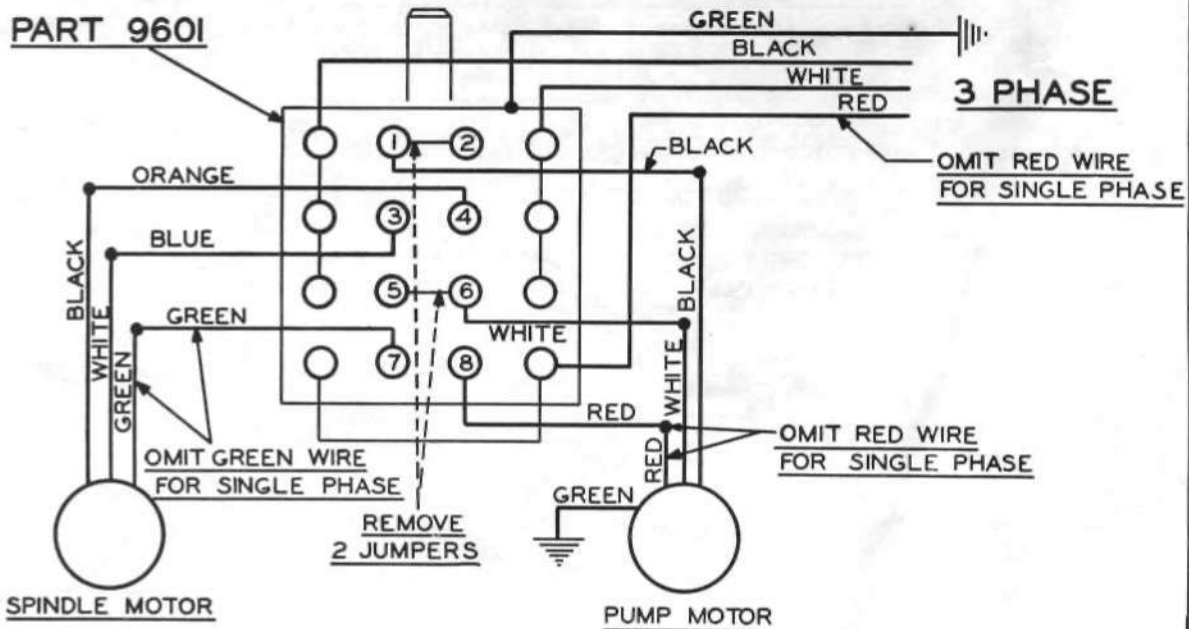 PART 9601
GREEN
BLACK
WHITE
3 PHASE
RED
BLACK
OMIT RED WIRE
FOR SINGLE PHASE
1
2
ORANGE
3
4
BLUE
BLACK
BLACK
5
6
GREEN
WHITE
WHITE
7
8
GREEN
WHITE
RED
OMIT RED WIRE
FOR SINGLE PHASE
RED
OMIT GREEN WIRE
FOR SINGLE PHASE
GREEN
REMOVE
2 JUMPERS
SPINDLE MOTOR
PUMP MOTOR